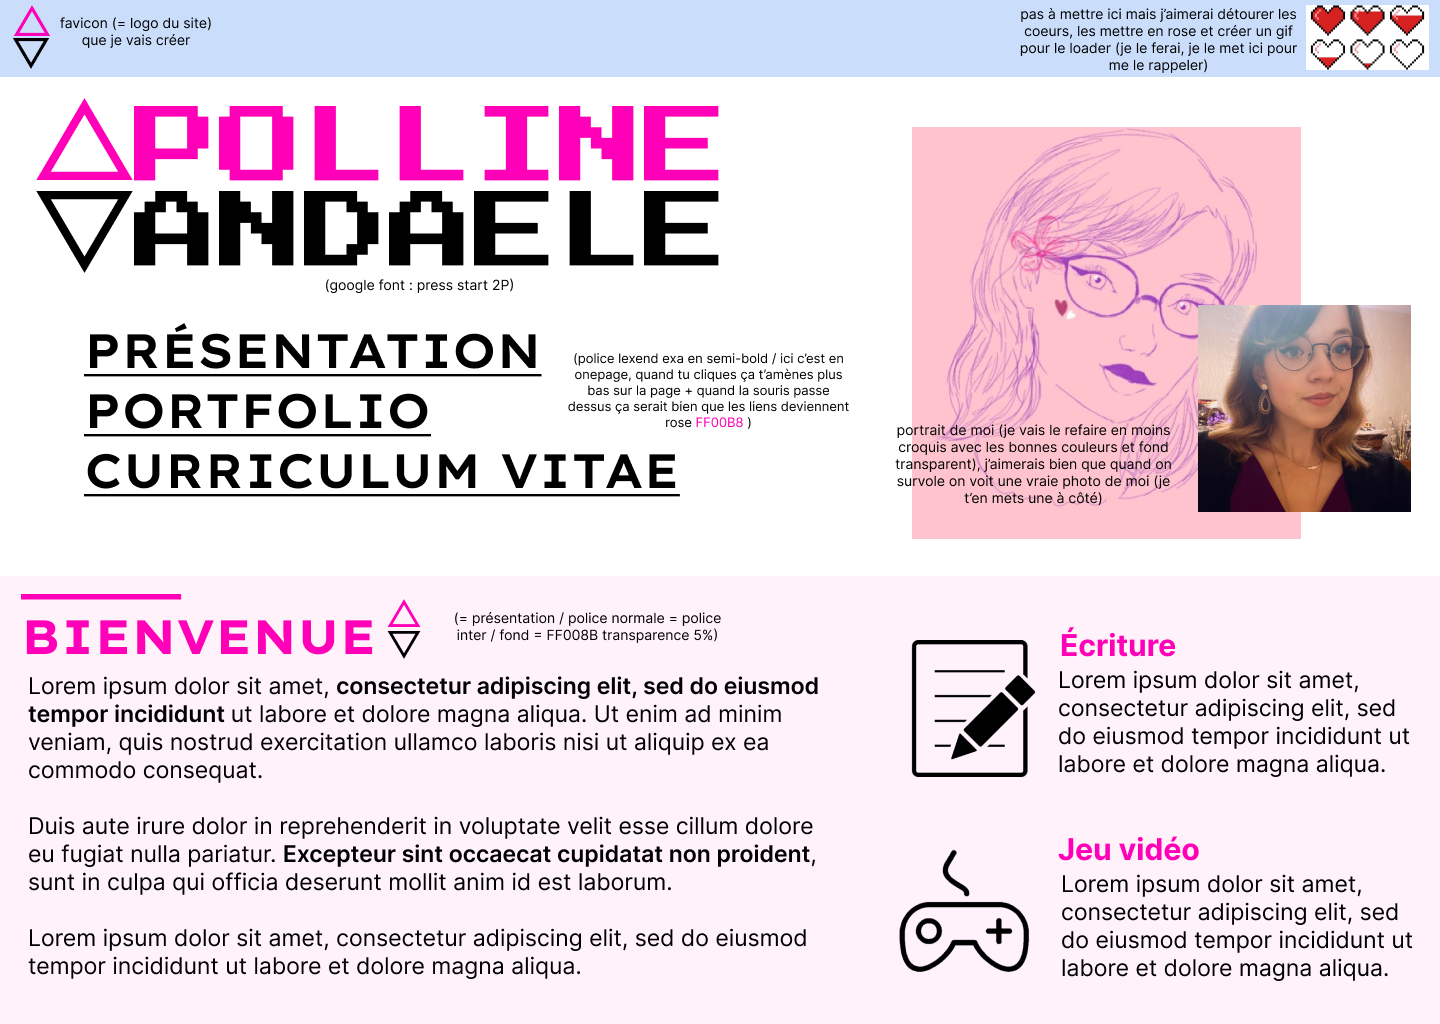 favicon (= logo du site)
que je vais créer
pas à mettre ici mais j’aimerai détourer les
coeurs, les mettre en rose et créer un gif
pour le loader (je le ferai, je le met ici pour
me le rappeler)
POLLINE
ANDAELE
(google font : press start 2P)
PRÉSENTATION
PORTFOLIO
CURRICULUM VITAE
(police lexend exa en semi-bold / ici c’est en
onepage, quand tu cliques ça t’amènes plus
bas sur la page + quand la souris passe
dessus ça serait bien que les liens deviennent
rose FF00B8 )
portrait de moi (je vais le refaire en moins
croquis avec les bonnes couleurs et fond
transparent), j’aimerais bien que quand on
survole on voit une vraie photo de moi (je
t’en mets une à côté)
BIENVENUE
(= présentation / police normale = police
inter / fond = FF008B transparence 5%)
Lorem ipsum dolor sit amet, consectetur adipiscing elit, sed do eiusmod
tempor incididunt ut labore et dolore magna aliqua. Ut enim ad minim
veniam, quis nostrud exercitation ullamco laboris nisi ut aliquip ex ea
commodo consequat.
Duis aute irure dolor in reprehenderit in voluptate velit esse cillum dolore
eu fugiat nulla pariatur. Excepteur sint occaecat cupidatat non proident,
sunt in culpa qui officia deserunt mollit anim id est laborum.
Lorem ipsum dolor sit amet, consectetur adipiscing elit, sed do eiusmod
tempor incididunt ut labore et dolore magna aliqua.
Écriture
Lorem ipsum dolor sit amet,
consectetur adipiscing elit, sed
do eiusmod tempor incididunt ut
labore et dolore magna aliqua.
Jeu vidéo
Lorem ipsum dolor sit amet,
consectetur adipiscing elit, sed
do eiusmod tempor incididunt ut
labore et dolore magna aliqua.